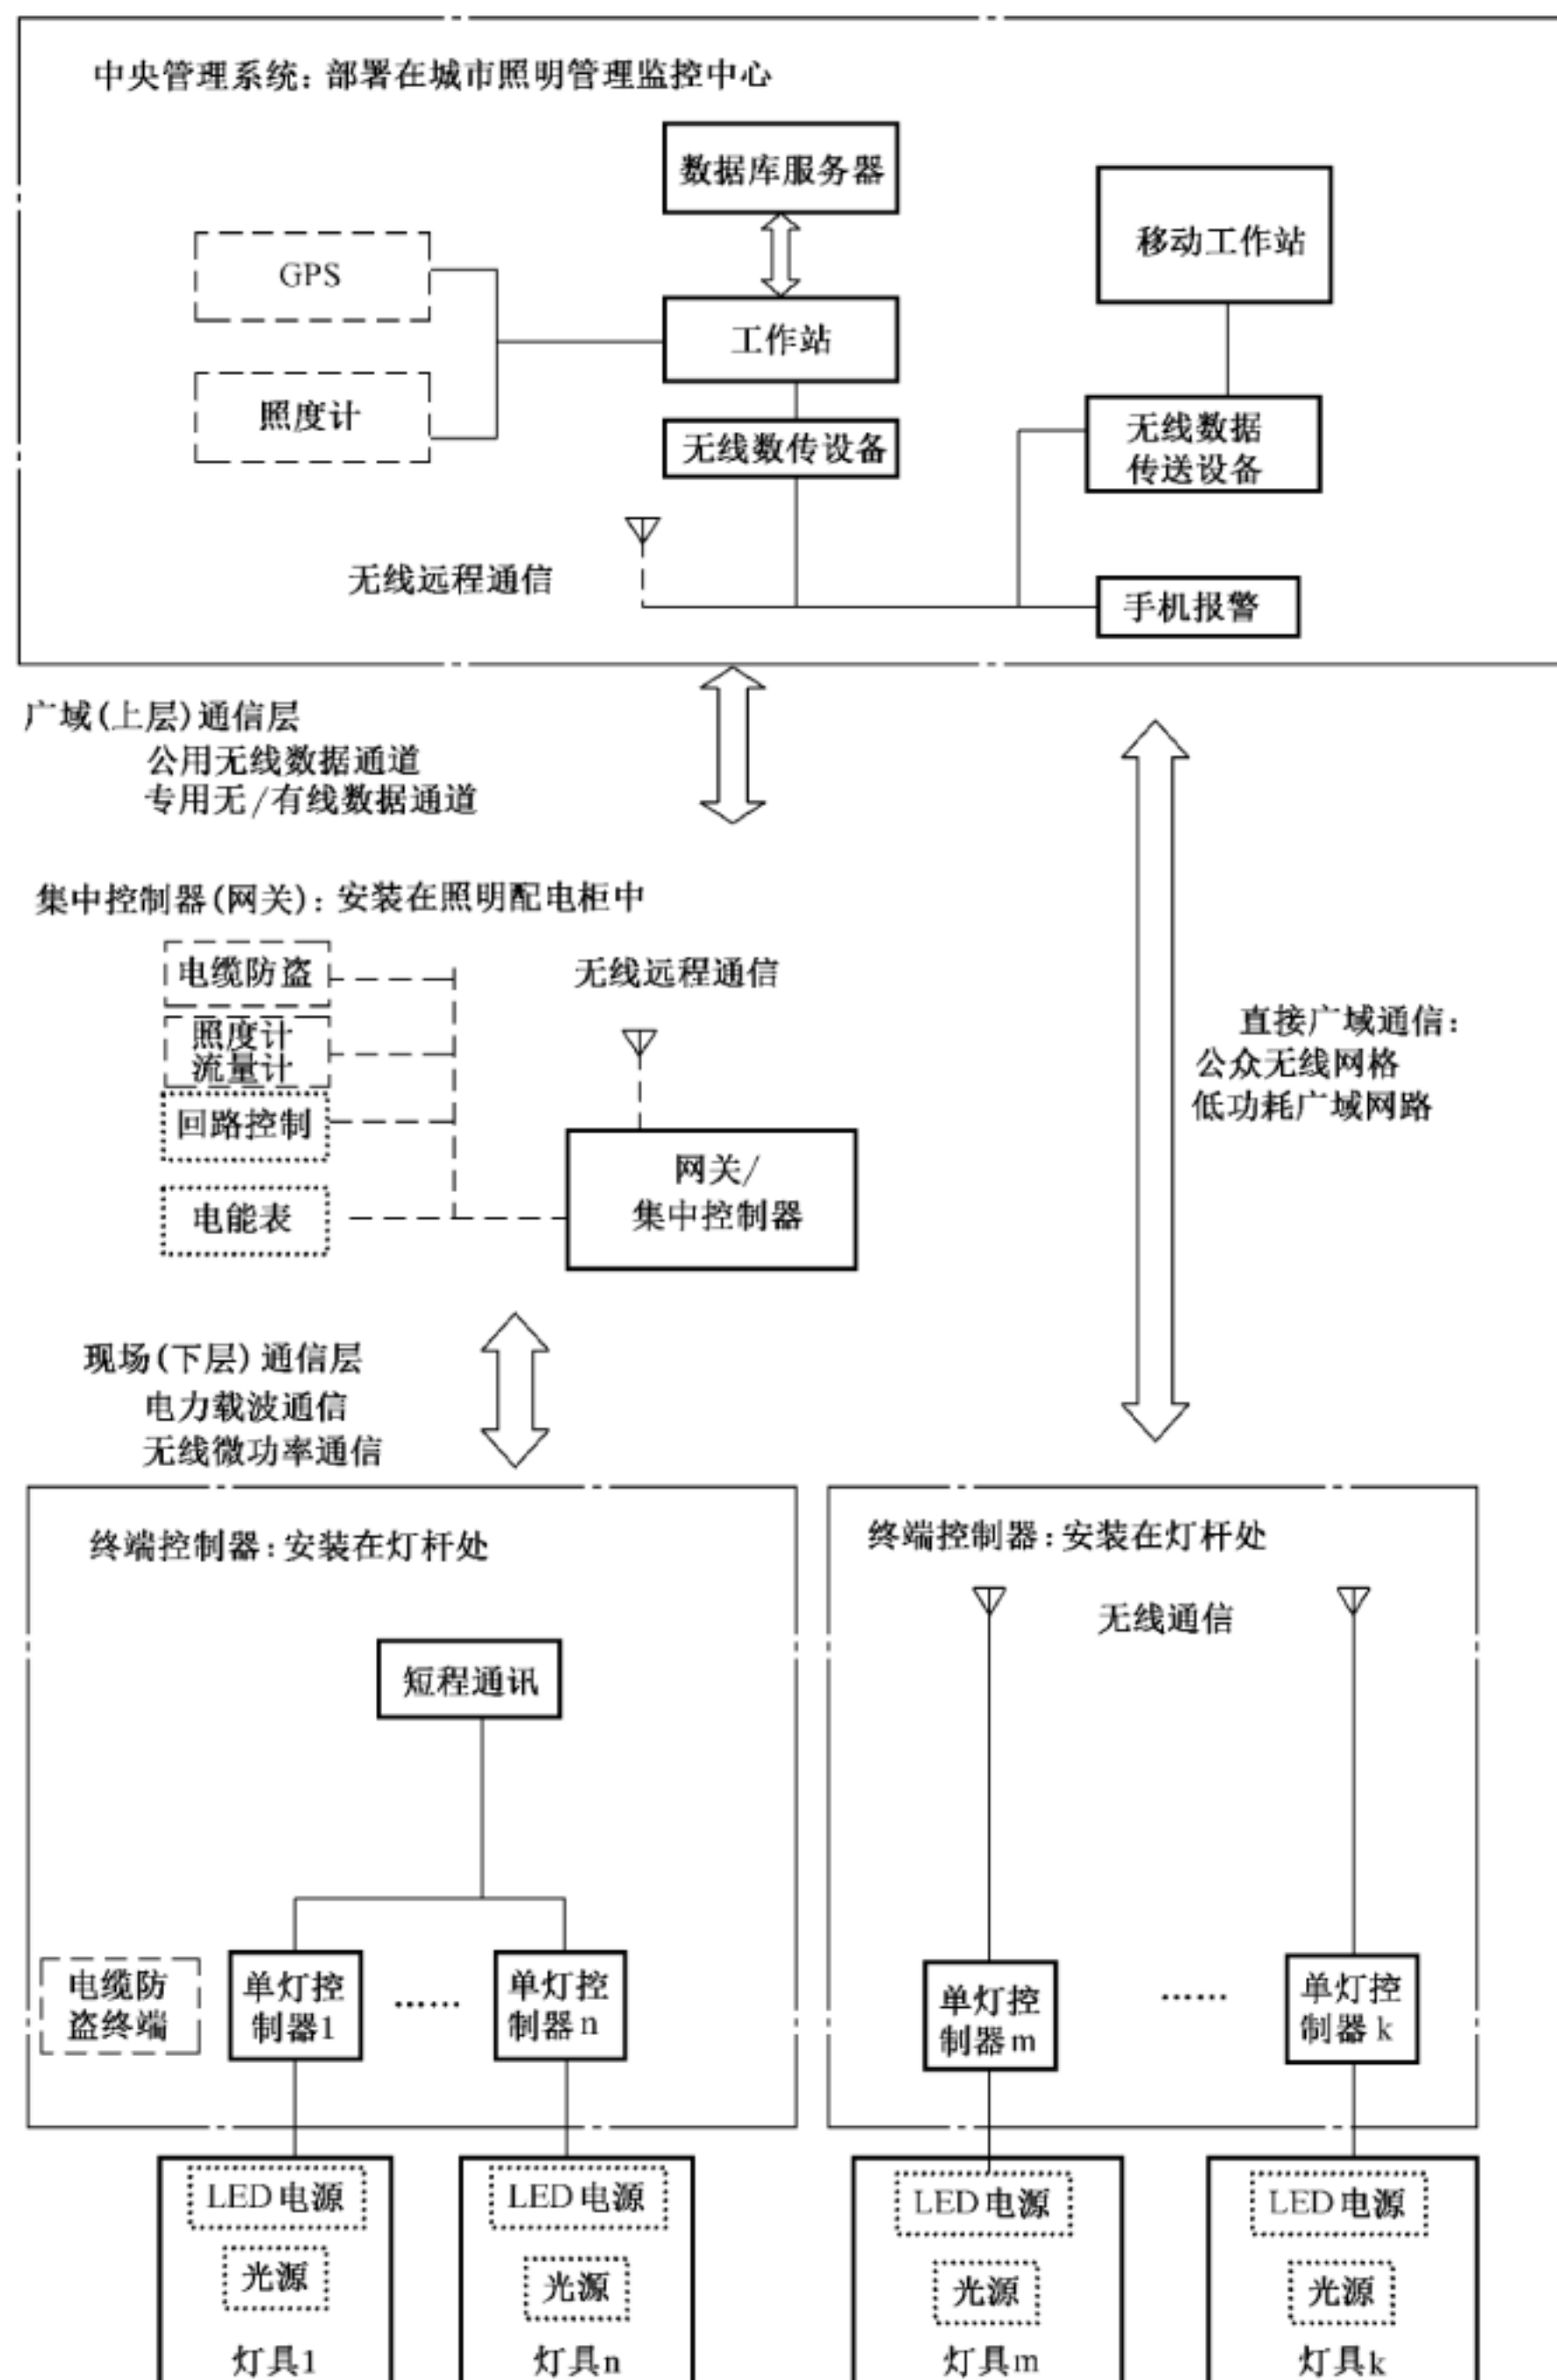 中央管理系统: 部署在城市照明管理监控中心
数据库服务器
移动工作站
GPS
工作站
照度计
无线数传设备
无线数据
传送设备
无线远程通信
手机报警
广域(上层)通信层
公用无线数据通道
专用无/有线数据通道
集中控制器(网关): 安装在照明配电柜中
电缆防盗
无线远程通信
照度计
流量计
回路控制
电能表
网关/
集中控制器
直接广域通信:
公众无线网格
低功耗广域网路
现场(下层)通信层
电力载波通信
无线微功率通信
终端控制器: 安装在灯杆处
短程通讯
电缆防
盗终端
单灯控
制器1
......
单灯控
制器n
终端控制器: 安装在灯杆处
无线通信
单灯控
制器m
......
单灯控
制器k
LED电源
光源
灯具1
LED电源
光源
灯具n
LED电源
光源
灯具m
LED电源
光源
灯具k